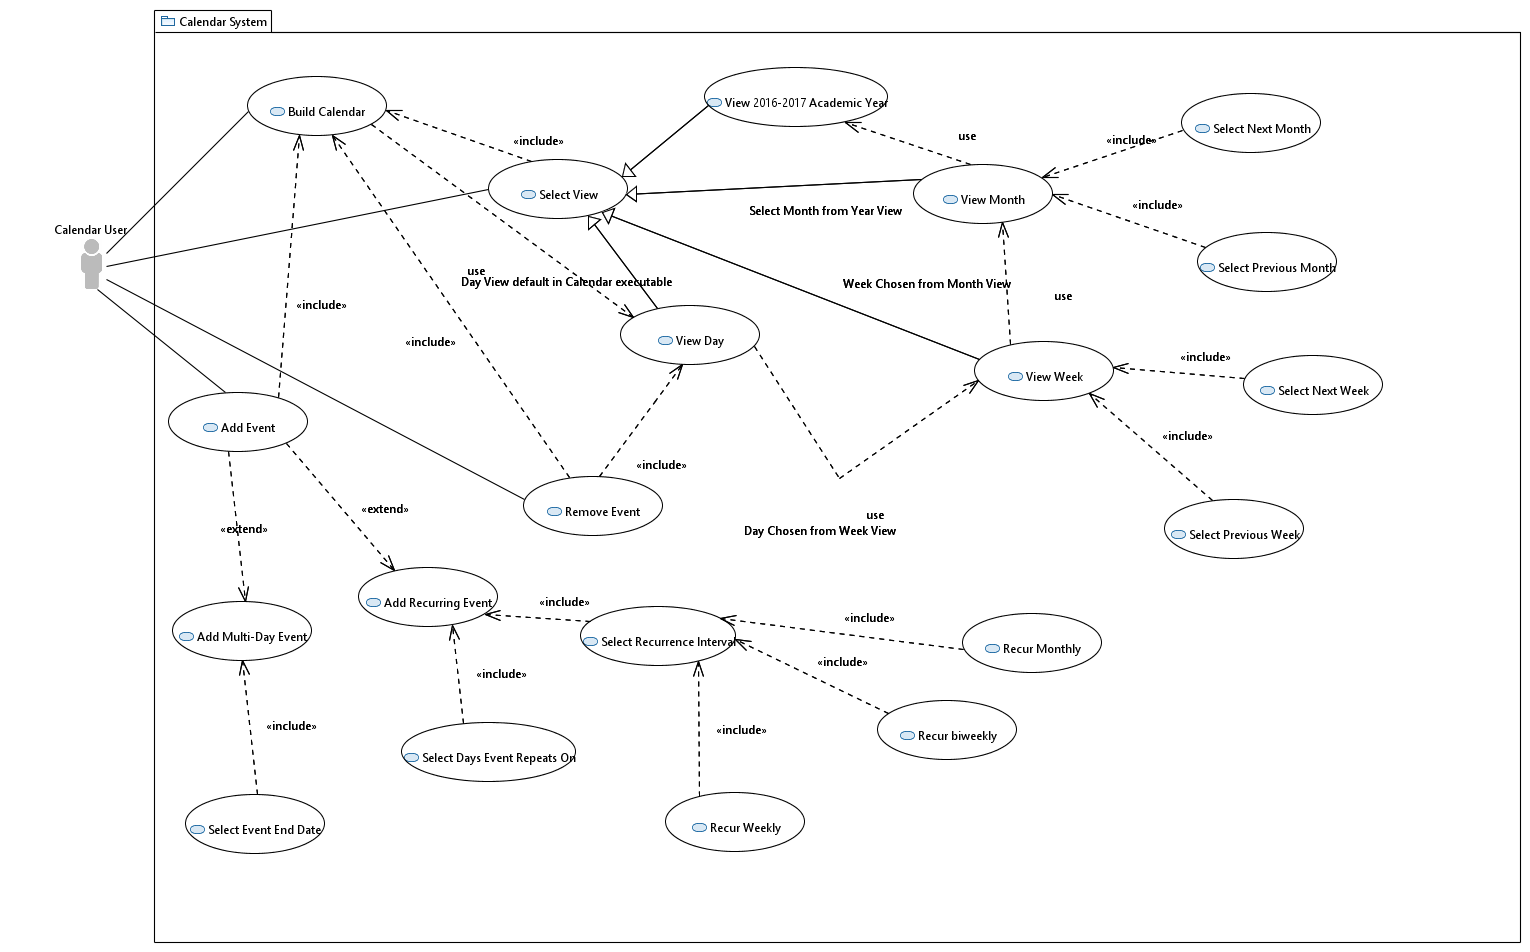 Calendar System
Build Calendar
View 2016-2017 Academic Year
Select Next Month
«include»
use
«include»
Select View
View Month
«include»
Select Month from Year View
Calendar User
Select Previous Month
use
Day View default in Calendar executable
Week Chosen from Month View
use
«include»
«include»
View Day
«include»
View Week
Select Next Week
Add Event
«include»
«include»
Remove Event
«extend»
use
Day Chosen from Week View
«extend»
Select Previous Week
Add Recurring Event
«include»
«include»
Add Multi-Day Event
Select Recurrence Interval
Recur Monthly
«include»
«include»
«include»
«include»
Recur biweekly
Select Days Event Repeats On
Select Event End Date
Recur Weekly